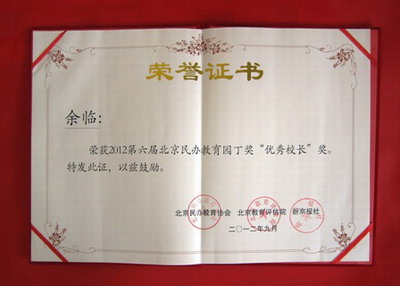 荣誉证书
余临：
荣获2012第六届北京民办教育园丁奖“优秀校长”奖。
特发此证，以兹鼓励。
北京民办教育协会 北京教育评估院 新京报社
二〇一二年九月